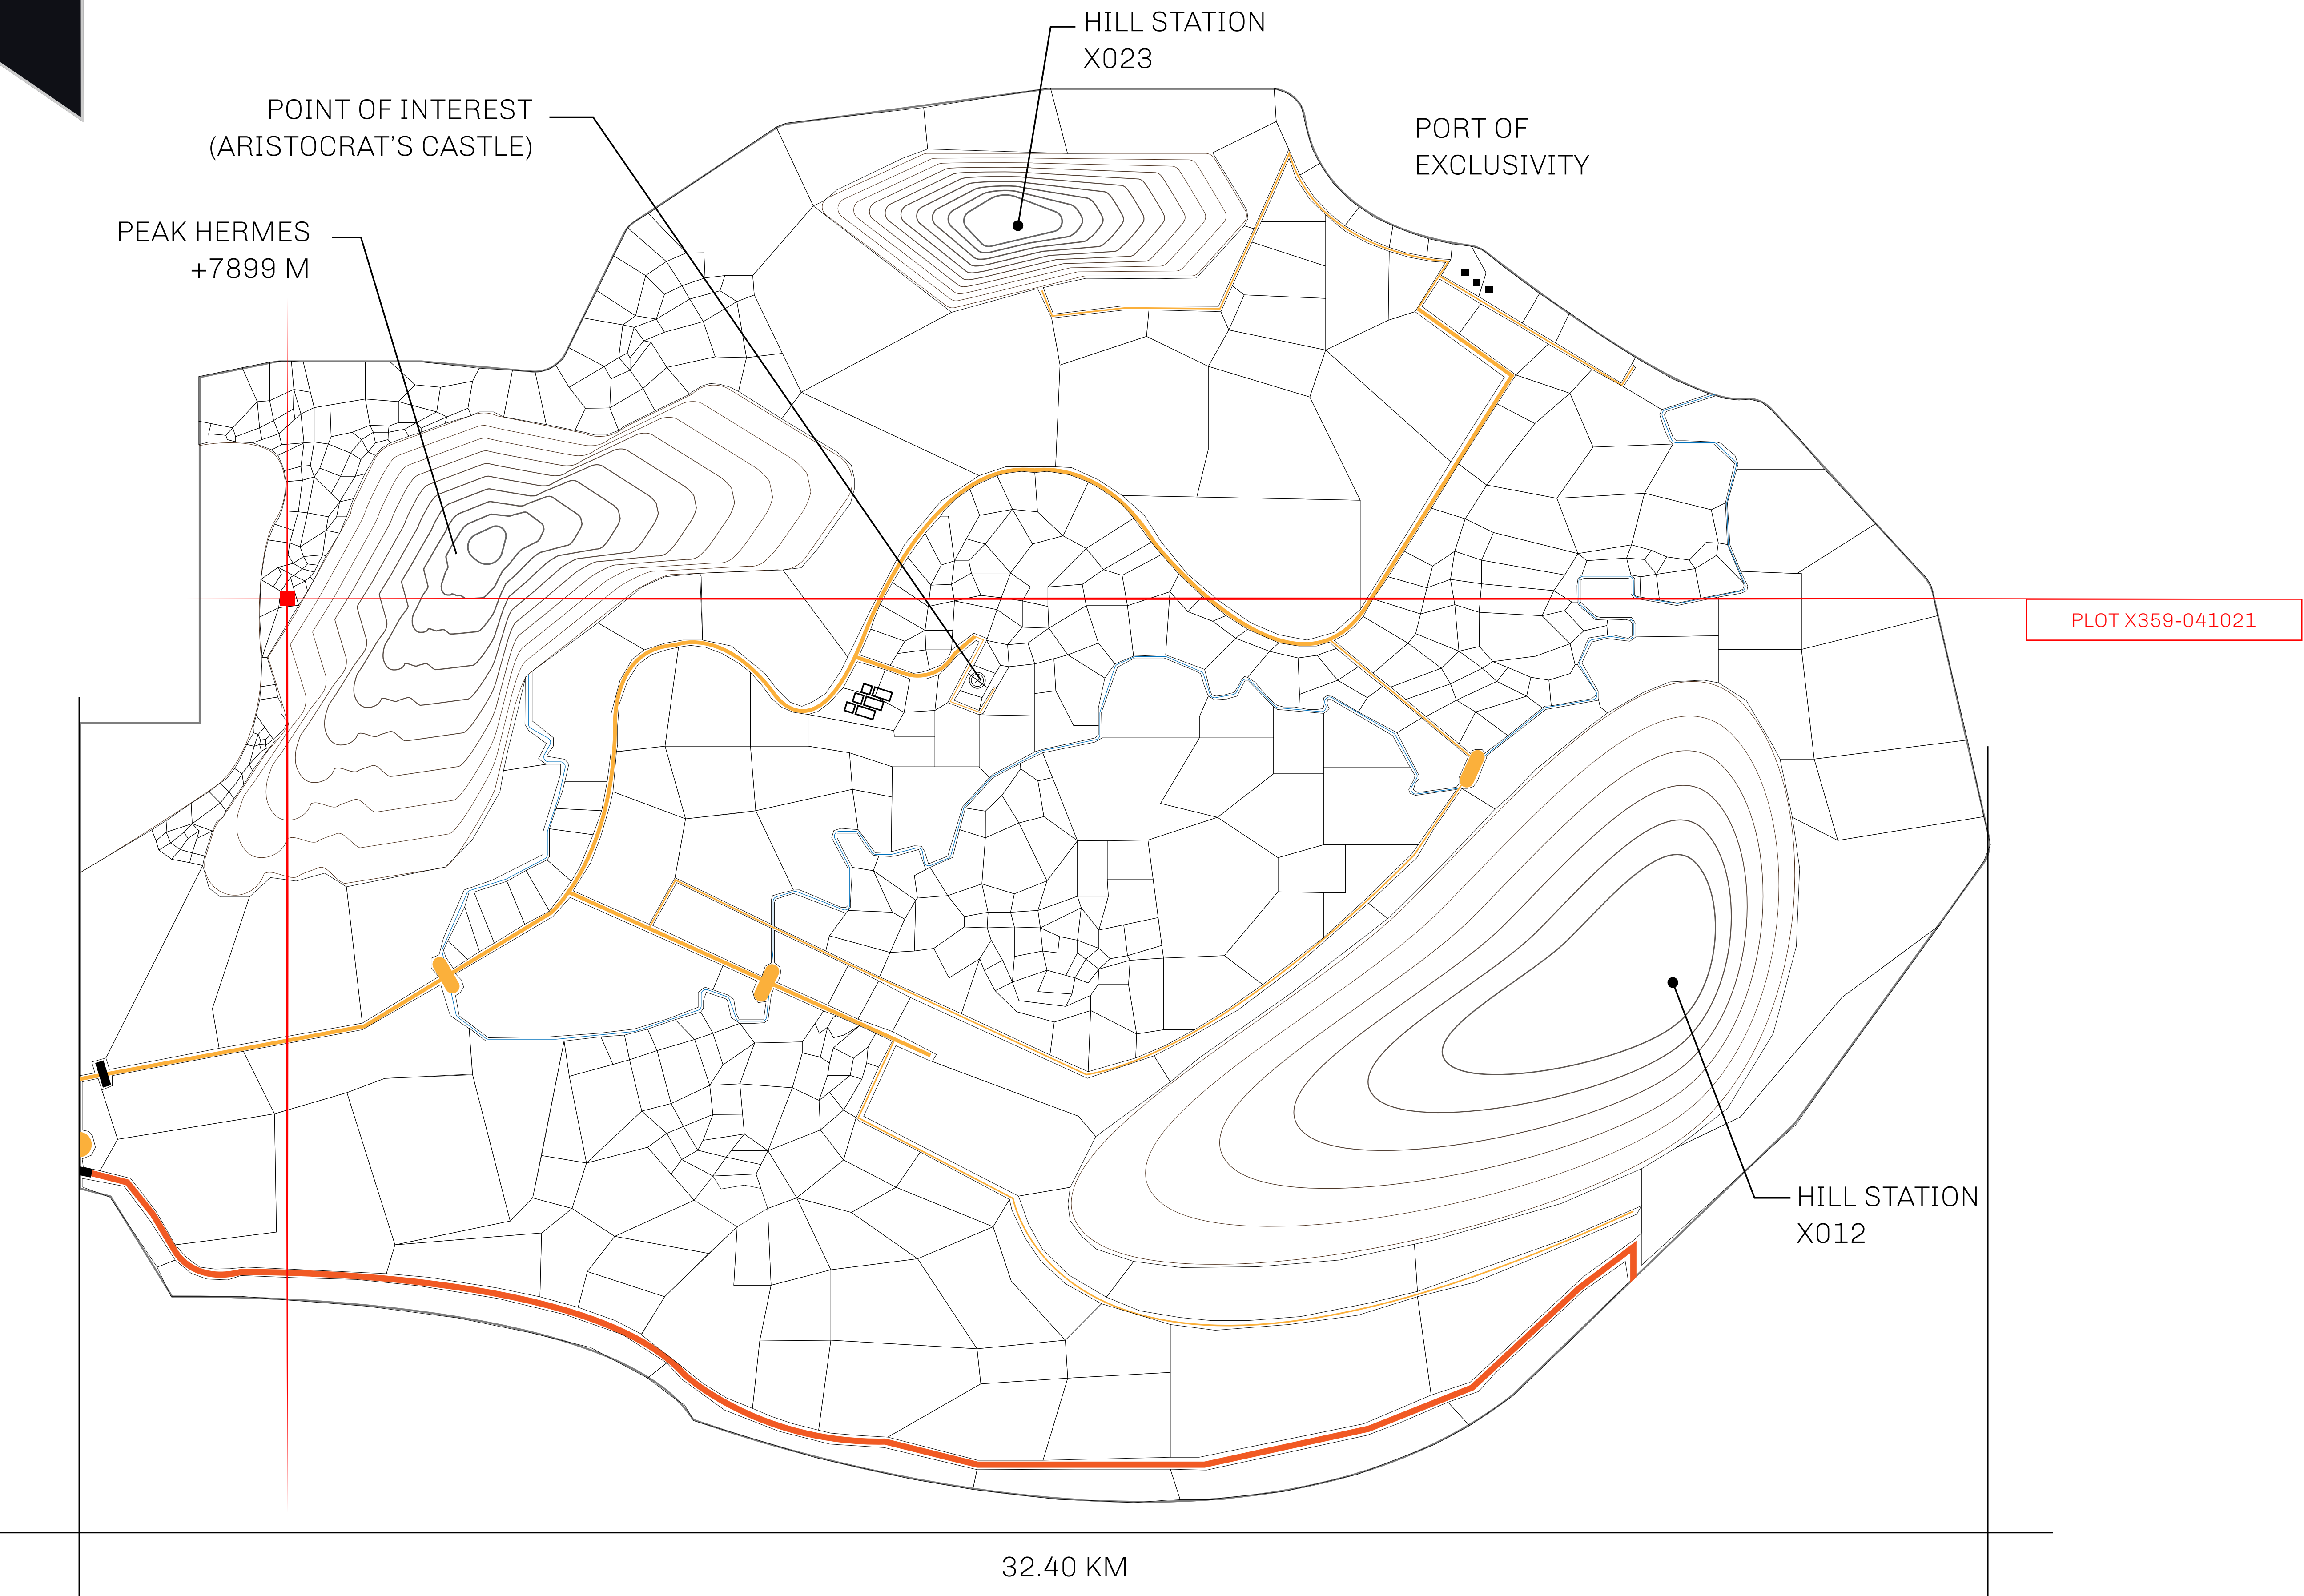 HILL STATION
X023
POINT OF INTEREST
(ARISTOCRAT'S CASTLE)
PORT OF
EXCLUSIVITY
PEAK HERMES
+7899 M
PLOT X359-041021
HILL STATION
X012
32.40 KM